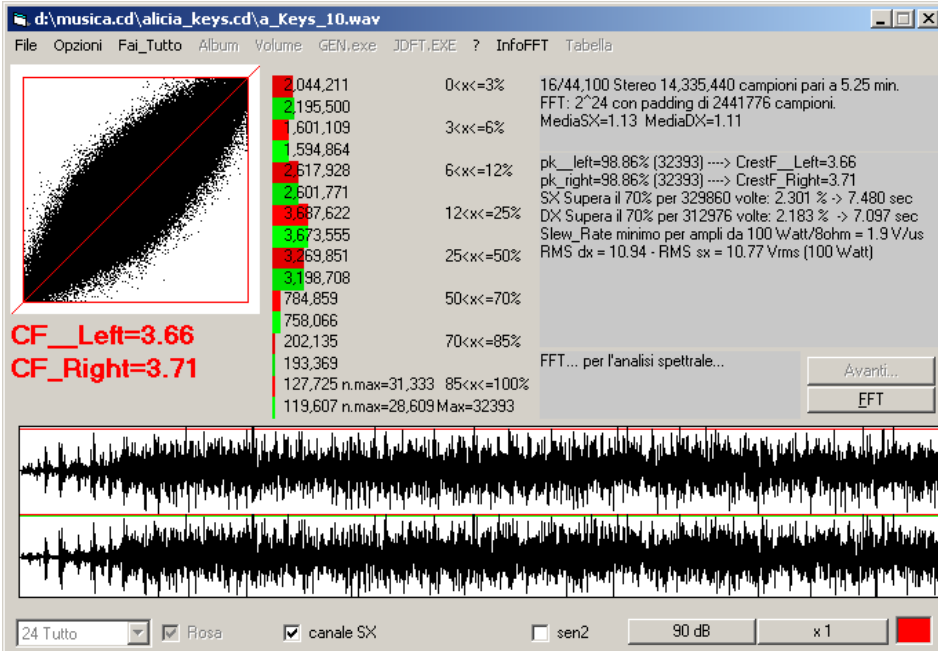 d:\musica.cd\alicia_keys.cd\a_Keys_10.wav
File Opzioni Fai_Tutto Album Volume GEN.exe JDFT.EXE ? InfoFFT Tabella
2,044,211 0<x<=3%
2,195,500
1,601,109 3<x<=6%
1,594,864
2,617,928 6<x<=12%
2,601,771
3,687,622 12<x<=25%
3,673,555
3,269,851 25<x<=50%
3,198,708
784,859 50<x<=70%
758,066
202,135 70<x<=85%
193,369
127,725 n.max=31,333 85<x<=100%
119,607 n.max=28,609 Max=32393
16/44,100 Stereo 14,335,440 campioni pari a 5.25 min.
FFT: 2^24 con padding di 2441776 campioni.
MediaSX=1.13 MediaDX=1.11
pk__left=98.86% (32393) ----> CrestF__Left=3.66
pk_right=98.86% (32393) ----> CrestF_Right=3.71
SX Supera il 70% per 329860 volte: 2.301 % -> 7.480 sec
DX Supera il 70% per 312976 volte: 2.183 % -> 7.097 sec
Slew_Rate minimo per ampli da 100 Watt/8ohm = 1.9 V/us
RMS dx = 10.94 - RMS sx = 10.77 Vrms (100 Watt)
CF__Left=3.66
CF_Right=3.71
FFT... per l'analisi spettrale...
Avanti...
FFT
24 Tutto Rosa canale SX sen2 90 dB x 1